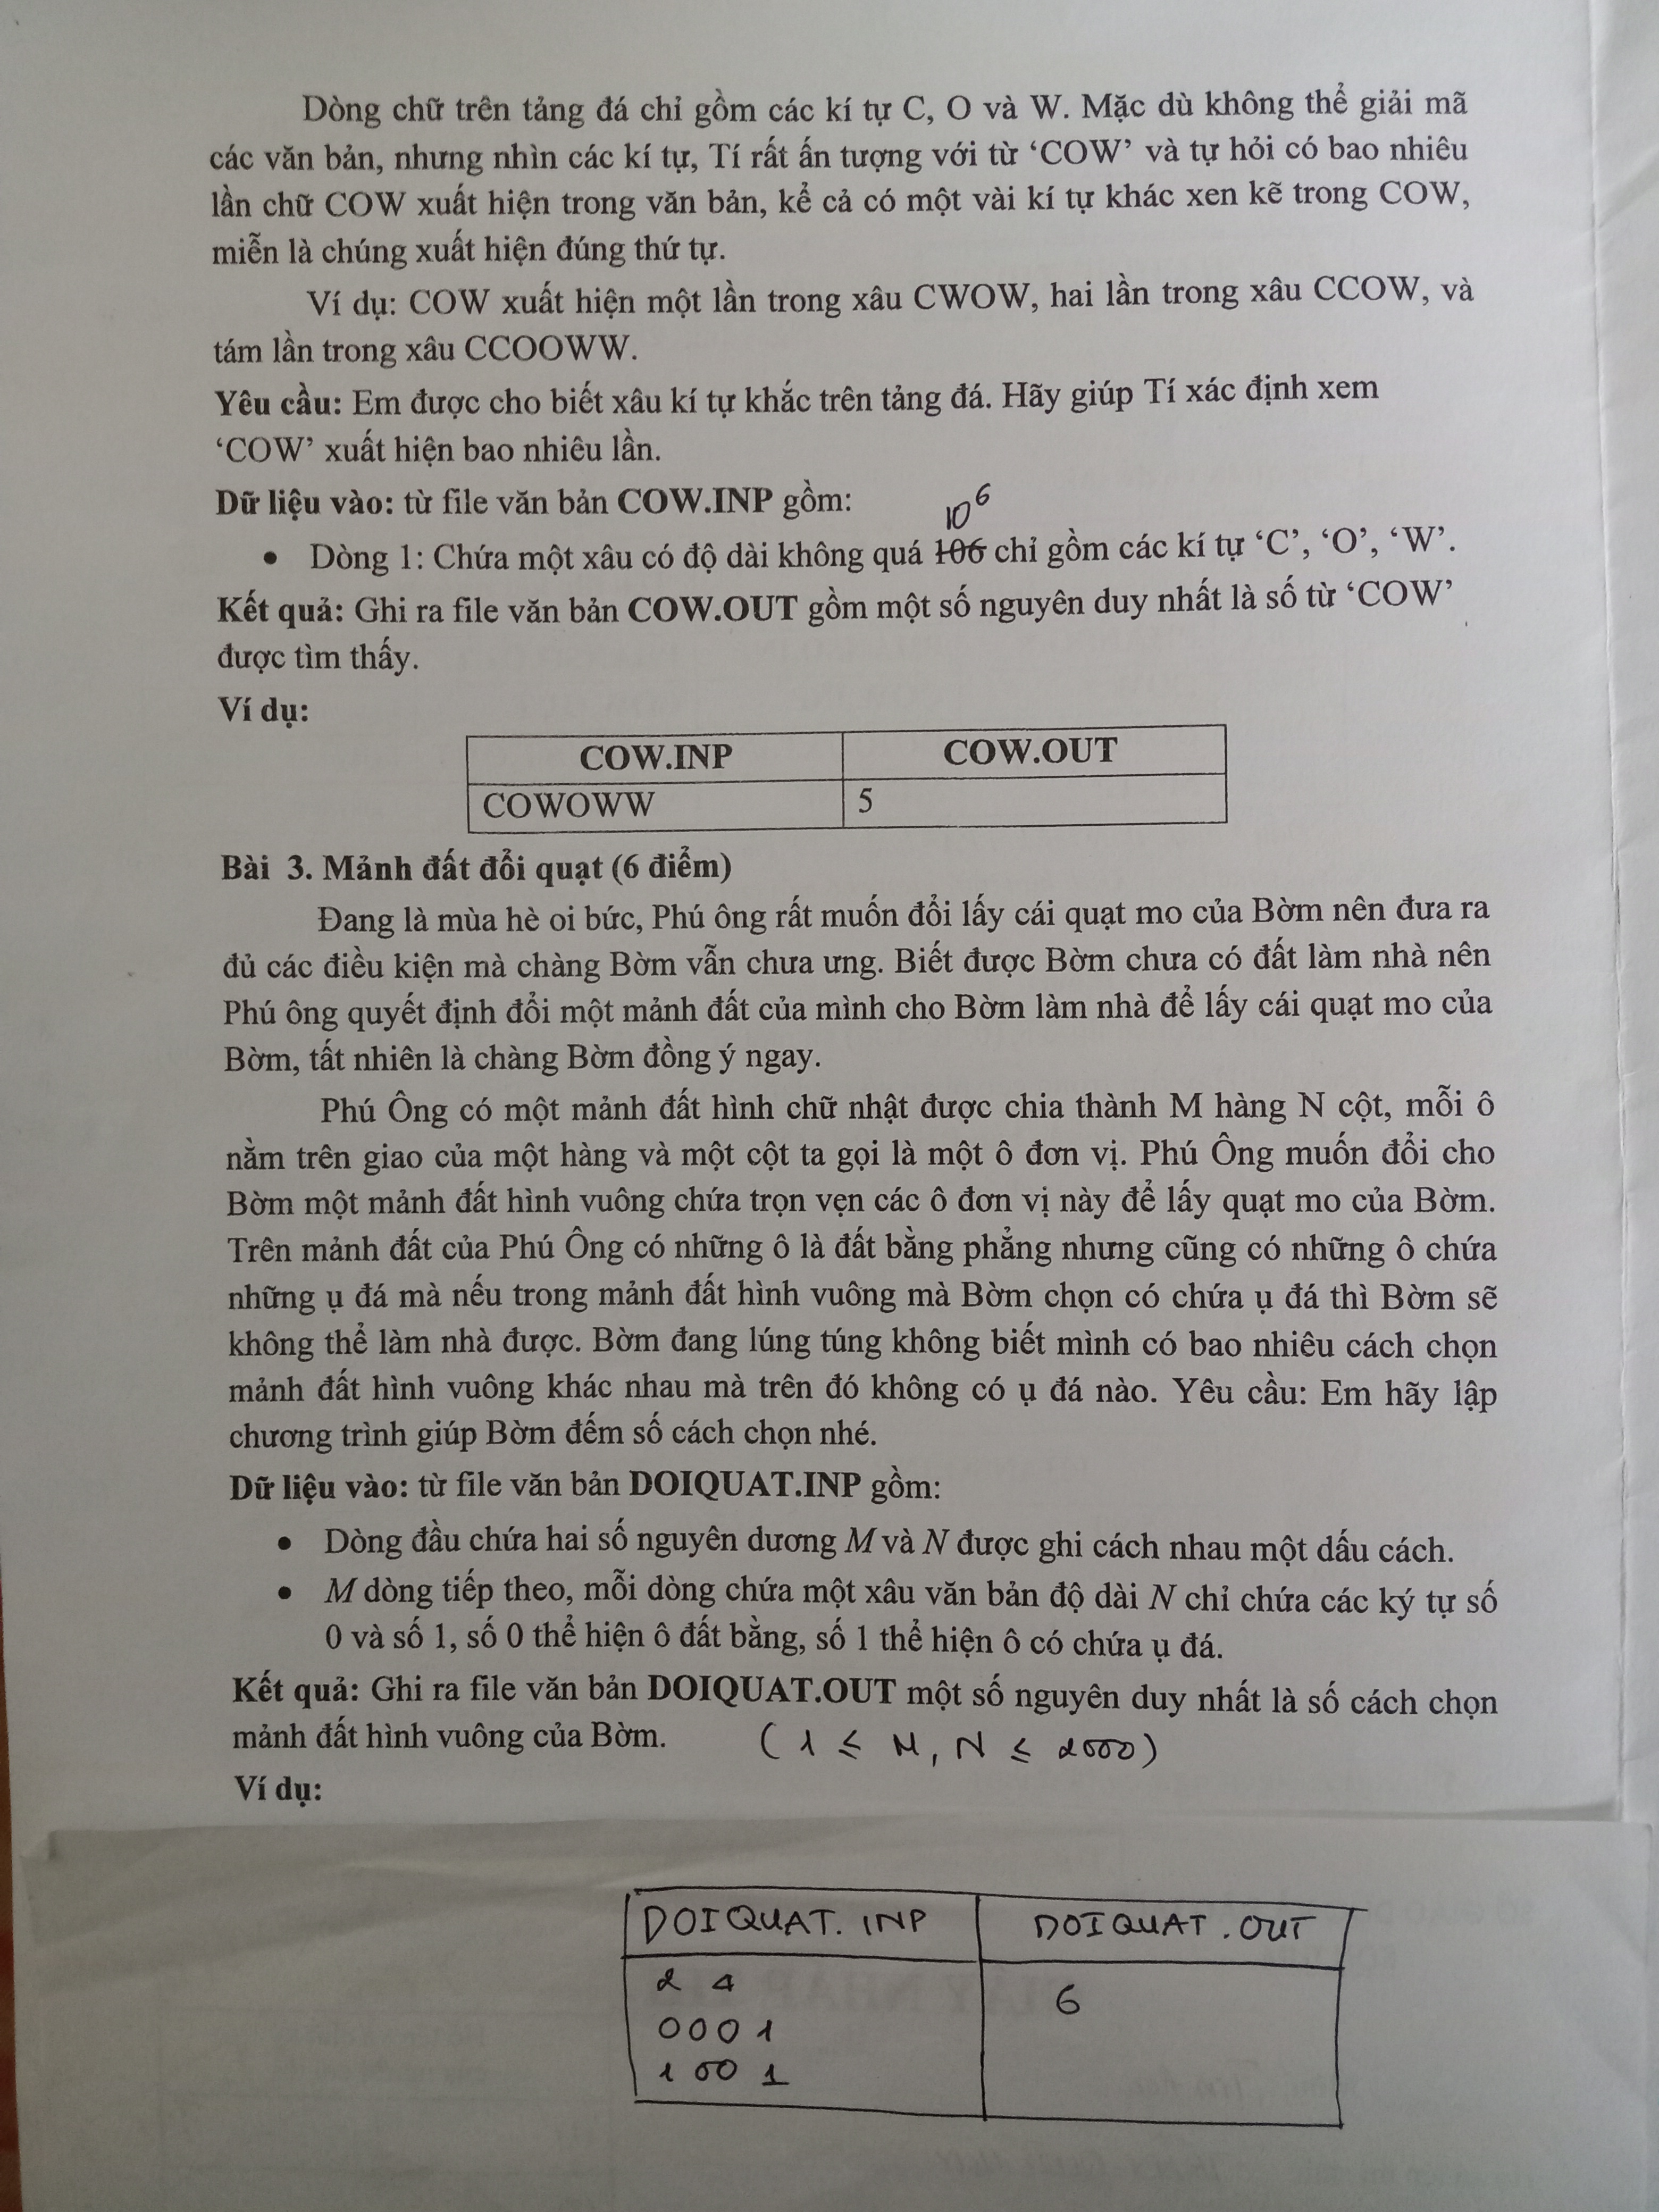 Dòng chữ trên tảng đá chỉ gồm các kí tự C, O và W. Mặc dù không thể giải mã
các văn bản, nhưng nhìn các kí tự, Tí rất ấn tượng với từ ‘COW’ và tự hỏi có bao nhiêu
lần chữ COW xuất hiện trong văn bản, kể cả có một vài kí tự khác xen kẽ trong COW,
miễn là chúng xuất hiện đúng thứ tự.
Ví dụ: COW xuất hiện một lần trong xâu CWOW, hai lần trong xâu CCOW, và
tám lần trong xâu CCOOWW.
Yêu cầu: Em được cho biết xâu kí tự khắc trên tảng đá. Hãy giúp Tí xác định xem
‘COW’ xuất hiện bao nhiêu lần.
Dữ liệu vào: từ file văn bản COW.INP gồm:
10⁶
• Dòng 1: Chứa một xâu có độ dài không quá 106 chỉ gồm các kí tự ‘C’, ‘O’, ‘W’.
Kết quả: Ghi ra file văn bản COW.OUT gồm một số nguyên duy nhất là số từ ‘COW’
được tìm thấy.
Ví dụ:
COW.INP COW.OUT
COWOWW 5
Bài 3. Mảnh đất đổi quạt (6 điểm)
Đang là mùa hè oi bức, Phú ông rất muốn đổi lấy cái quạt mo của Bờm nên đưa ra
đủ các điều kiện mà chàng Bờm vẫn chưa ưng. Biết được Bờm chưa có đất làm nhà nên
Phú ông quyết định đổi một mảnh đất của mình cho Bờm làm nhà để lấy cái quạt mo của
Bờm, tất nhiên là chàng Bờm đồng ý ngay.
Phú Ông có một mảnh đất hình chữ nhật được chia thành M hàng N cột, mỗi ô
nằm trên giao của một hàng và một cột ta gọi là một ô đơn vị. Phú Ông muốn đổi cho
Bờm một mảnh đất hình vuông chứa trọn vẹn các ô đơn vị này để lấy quạt mo của Bờm.
Trên mảnh đất của Phú Ông có những ô là đất bằng phẳng nhưng cũng có những ô chứa
những ụ đá mà nếu trong mảnh đất hình vuông mà Bờm chọn có chứa ụ đá thì Bờm sẽ
không thể làm nhà được. Bờm đang lúng túng không biết mình có bao nhiêu cách chọn
mảnh đất hình vuông khác nhau mà trên đó không có ụ đá nào. Yêu cầu: Em hãy lập
chương trình giúp Bờm đếm số cách chọn nhé.
Dữ liệu vào: từ file văn bản DOIQUAT.INP gồm:
• Dòng đầu chứa hai số nguyên dương M và N được ghi cách nhau một dấu cách.
• M dòng tiếp theo, mỗi dòng chứa một xâu văn bản độ dài N chỉ chứa các ký tự số
0 và số 1, số 0 thể hiện ô đất bằng, số 1 thể hiện ô có chứa ụ đá.
Kết quả: Ghi ra file văn bản DOIQUAT.OUT một số nguyên duy nhất là số cách chọn
mảnh đất hình vuông của Bờm. (1 ≤ M, N ≤ 2000)
Ví dụ:
DOIQUAT.INP DOIQUAT.OUT
2 4 6
0001
1001